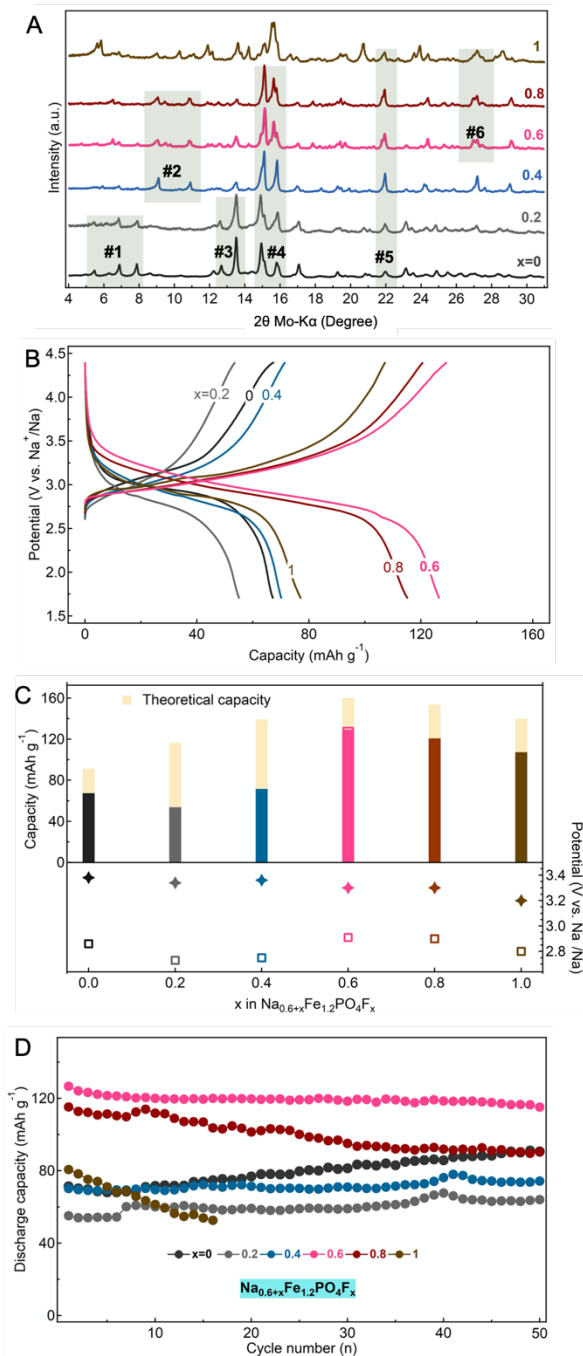 A
Intensity (a.u.)
1
0.8
0.6
#6
#2
0.4
0.2
#1
#3
#4
#5
x=0
4 6 8 10 12 14 16 18 20 22 24 26 28 30
2θ Mo-Kα (Degree)
B
Potential (V vs. Na⁺/Na)
4.5
3.8
3.0
2.3
1.5
x=0.2
0
0.4
1
0.8
0.6
0 40 80 120 160
Capacity (mAh g⁻¹)
C
Theoretical capacity
Capacity (mAh g⁻¹)
160
120
80
40
0
Potential (V vs. Na /Na)
3.4
3.2
3.0
2.8
0.0 0.2 0.4 0.6 0.8 1.0
x in Na₀.₆₊ₓFe₁.₂PO₄Fₓ
D
Discharge capacity (mAh g⁻¹)
120
80
40
0
x=0 0.2 0.4 0.6 0.8 1
Na₀.₆₊ₓFe₁.₂PO₄Fₓ
10 20 30 40 50
Cycle number (n)